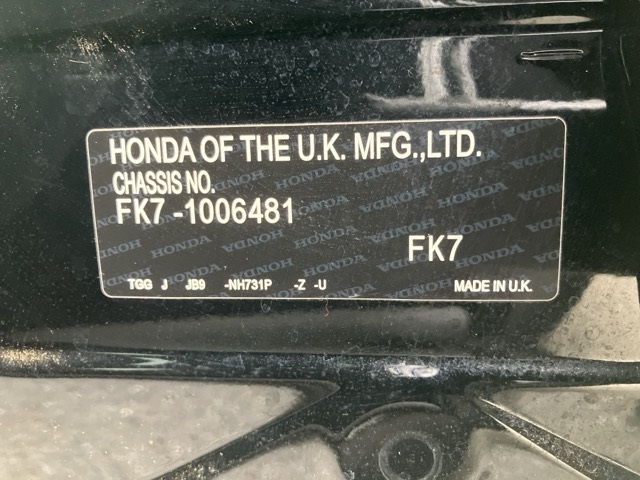 HONDA OF THE U.K. MFG.,LTD.
CHASSIS NO.
FK7 -1006481
FK7
TGG J JB9 -NH731P -Z -U
MADE IN U.K.